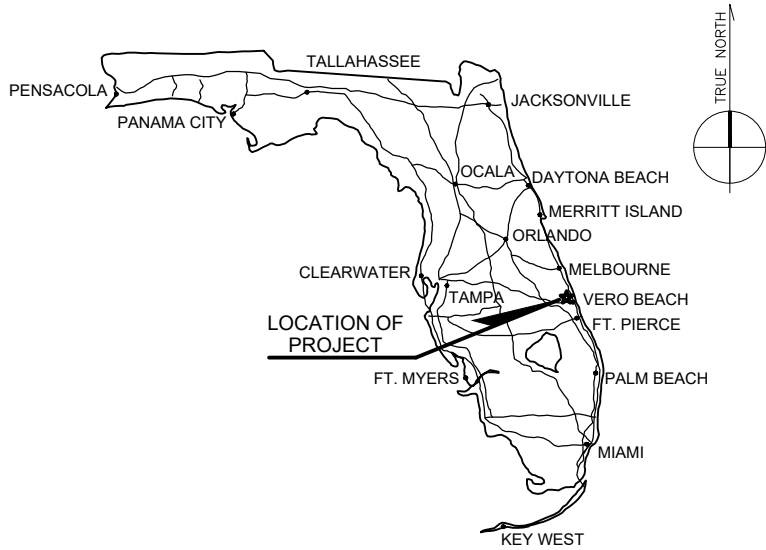 TRUE NORTH
TALLAHASSEE
PENSACOLA
JACKSONVILLE
PANAMA CITY
OCALA
DAYTONA BEACH
MERRITT ISLAND
ORLANDO
CLEARWATER
MELBOURNE
TAMPA
VERO BEACH
LOCATION OF
PROJECT
FT. PIERCE
FT. MYERS
PALM BEACH
MIAMI
KEY WEST